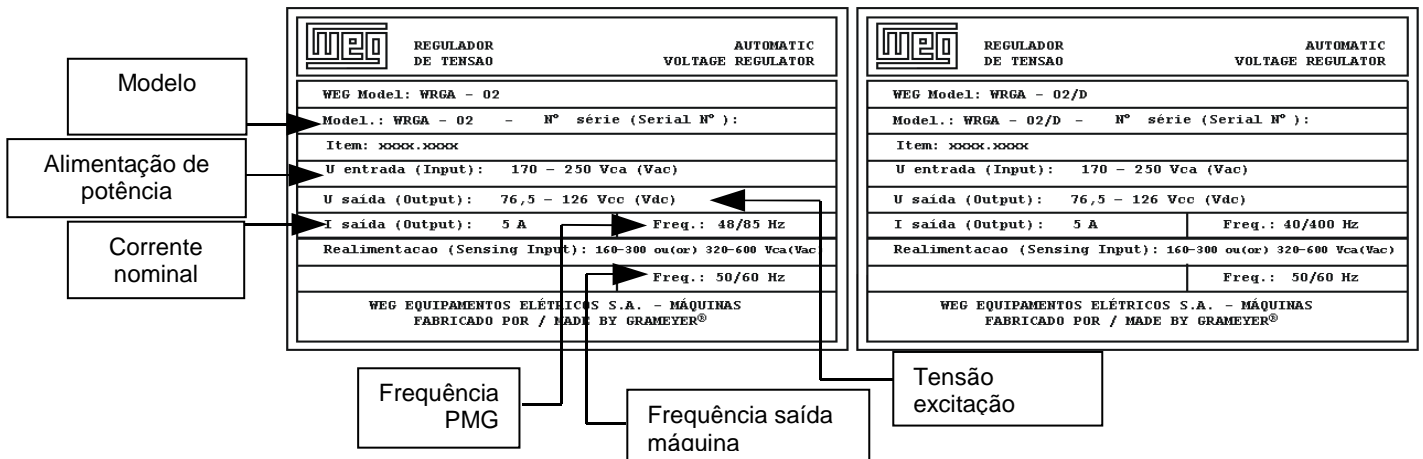 Modelo
Alimentação de
potência
Corrente
nominal
WEG
REGULADOR
DE TENSAO
AUTOMATIC
VOLTAGE REGULATOR
WEG Model: WRGA - 02
Model.: WRGA - 02 - Nº série (Serial Nº ):
Item: xxxx.xxxx
U entrada (Input): 170 - 250 Vca (Vac)
U saída (Output): 76,5 - 126 Vcc (Vdc)
I saída (Output): 5 A Freq.: 48/85 Hz
Realimentacao (Sensing Input): 160-300 ou(or) 320-600 Vca(Vac
Freq.: 50/60 Hz
WEG EQUIPAMENTOS ELÉTRICOS S.A. - MÁQUINAS
FABRICADO POR / MADE BY GRAMEYER®
WEG
REGULADOR
DE TENSAO
AUTOMATIC
VOLTAGE REGULATOR
WEG Model: WRGA - 02/D
Model.: WRGA - 02/D - Nº série (Serial Nº ):
Item: xxxx.xxxx
U entrada (Input): 170 - 250 Vca (Vac)
U saída (Output): 76,5 - 126 Vcc (Vdc)
I saída (Output): 5 A Freq.: 40/400 Hz
Realimentacao (Sensing Input): 160-300 ou(or) 320-600 Vca(Vac)
Freq.: 50/60 Hz
WEG EQUIPAMENTOS ELÉTRICOS S.A. - MÁQUINAS
FABRICADO POR / MADE BY GRAMEYER®
Frequência
PMG
Frequência saída
máquina
Tensão
excitação